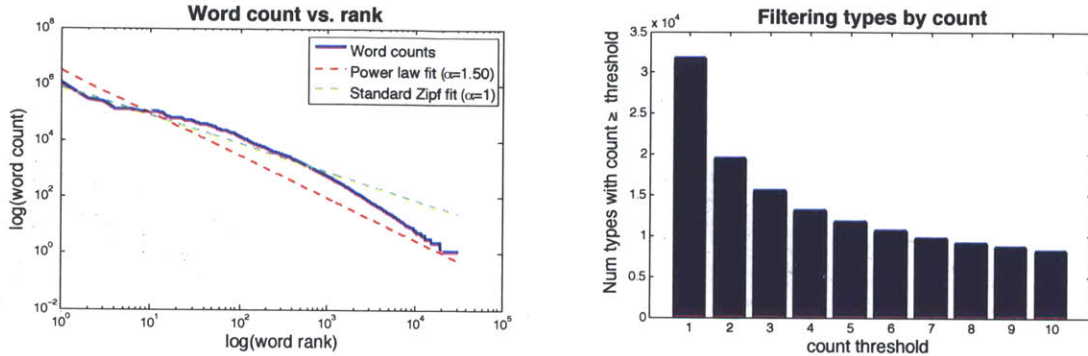 Word count vs. rank
10^8
10^6
10^4
10^2
10^0
10^-2
log(word count)
Word counts
Power law fit (α=1.50)
Standard Zipf fit (α=1)
10^0 10^1 10^2 10^3 10^4 10^5
log(word rank)
Filtering types by count
x 10^4
3.5
3
2.5
2
1.5
1
0.5
0
Num types with count ≥ threshold
1 2 3 4 5 6 7 8 9 10
count threshold